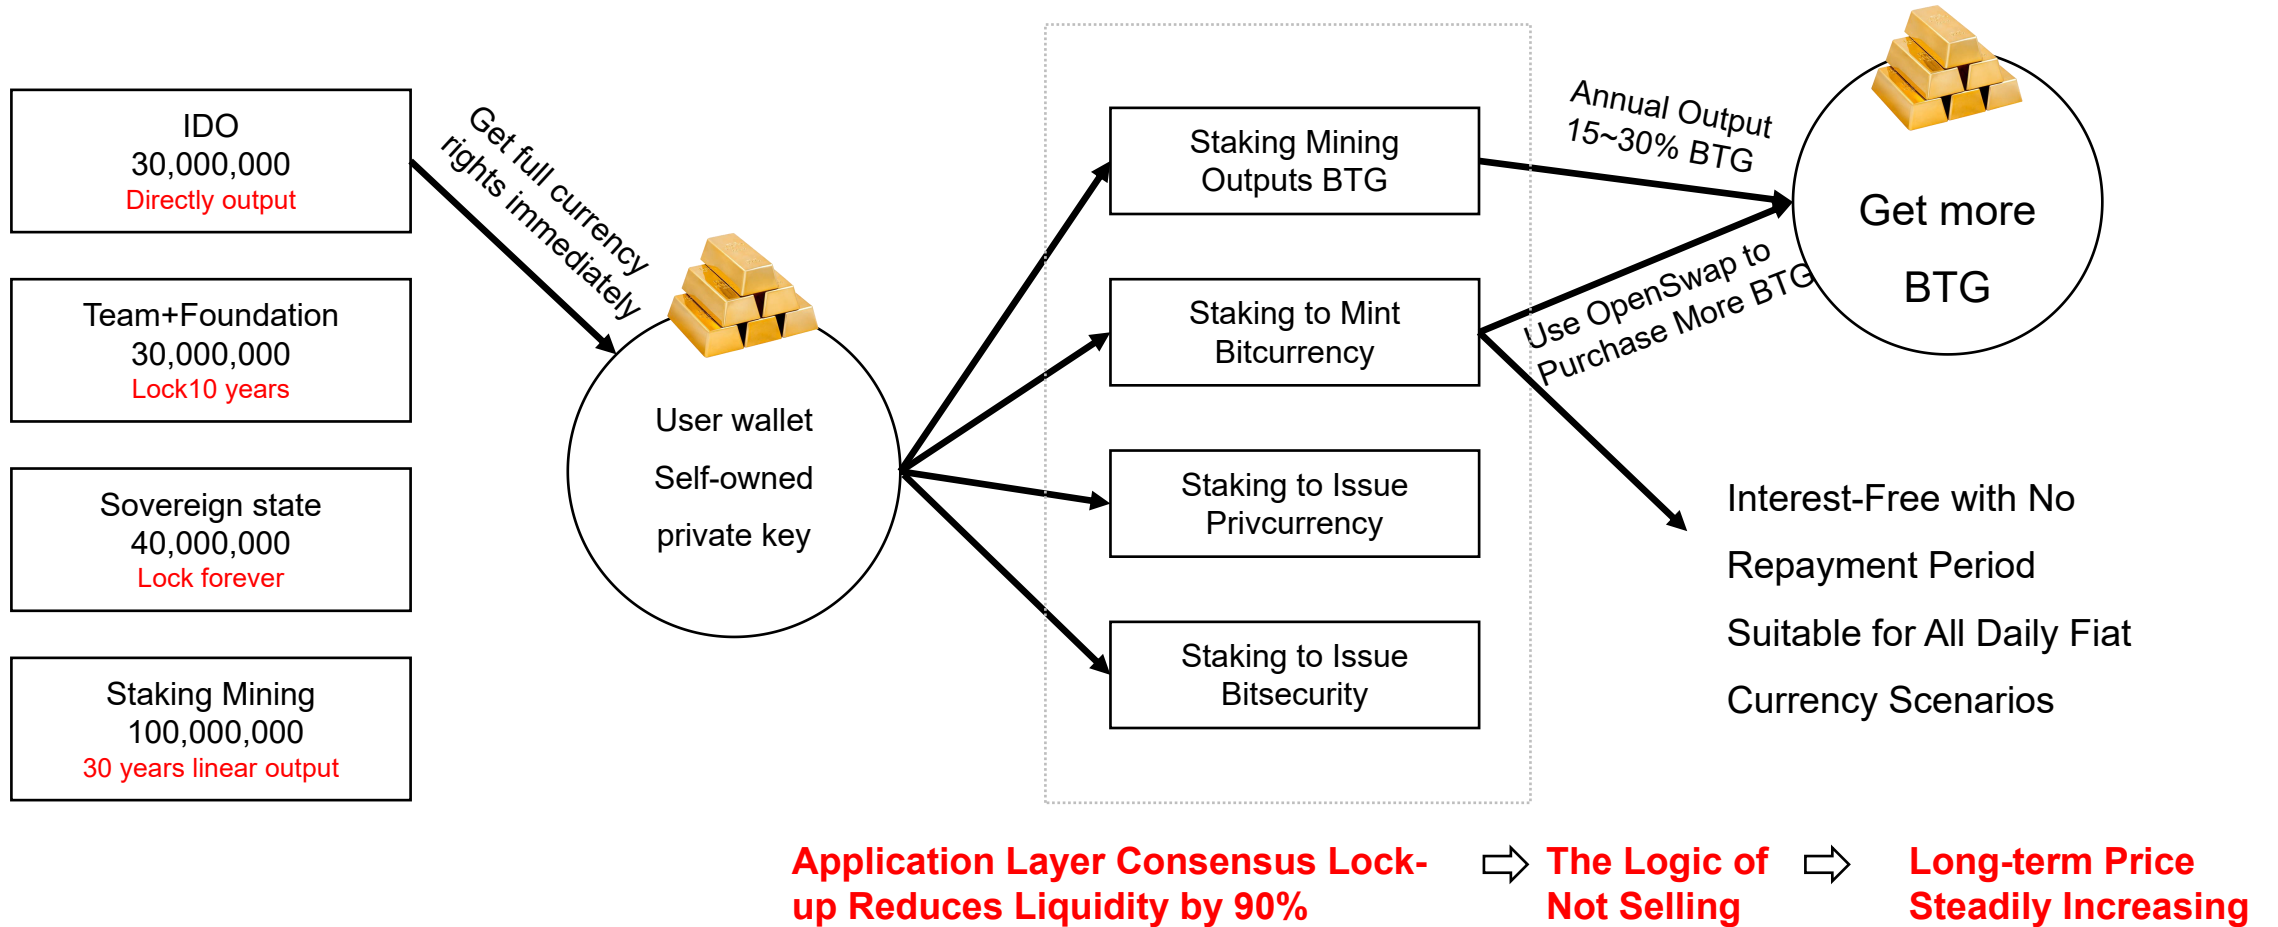 IDO
30,000,000
Directly output
Team+Foundation
30,000,000
Lock10 years
Sovereign state
40,000,000
Lock forever
Staking Mining
100,000,000
30 years linear output
Get full currency
rights immediately
User wallet
Self-owned
private key
Staking Mining
Outputs BTG
Staking to Mint
Bitcurrency
Staking to Issue
Privcurrency
Staking to Issue
Bitsecurity
Annual Output
15~30% BTG
Use OpenSwap to
Purchase More BTG
Get more
BTG
Interest-Free with No
Repayment Period
Suitable for All Daily Fiat
Currency Scenarios
Application Layer Consensus Lock-
up Reduces Liquidity by 90%
The Logic of
Not Selling
Long-term Price
Steadily Increasing